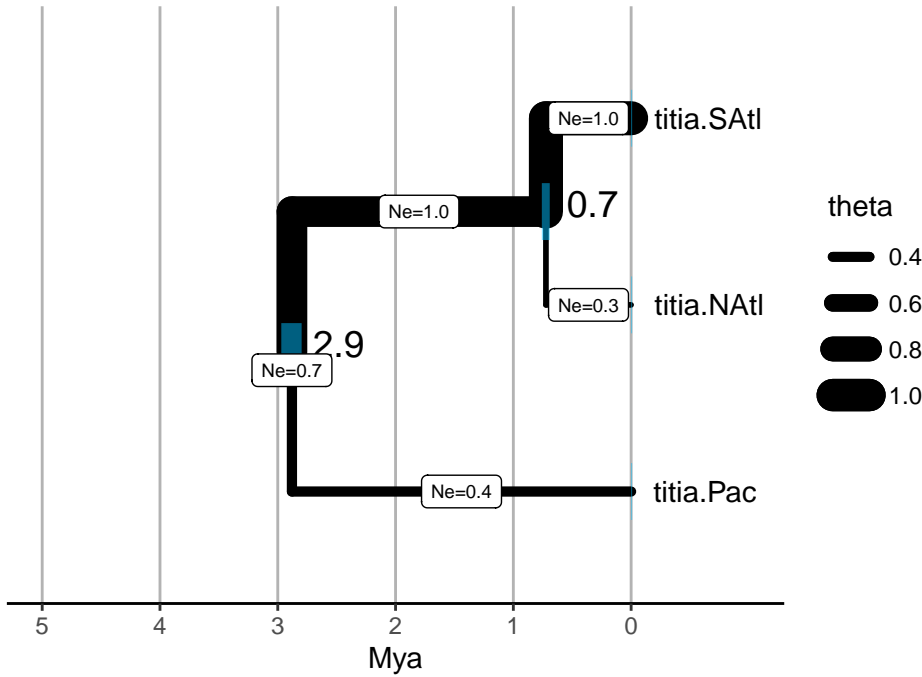 Ne=1.0
titia.SAtl
Ne=1.0
0.7
Ne=0.3
titia.NAtl
2.9
Ne=0.7
Ne=0.4
titia.Pac
theta
0.4
0.6
0.8
1.0
5 4 3 2 1 0
Mya